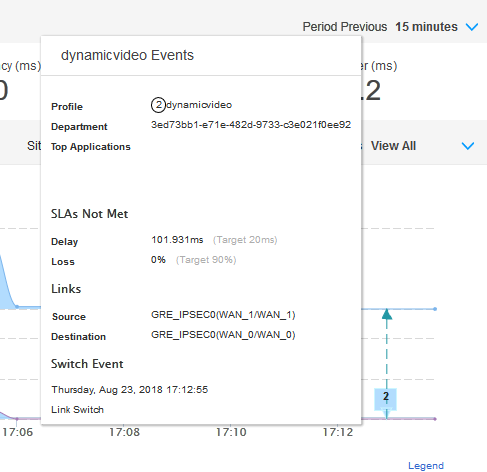 Period Previous 15 minutes
cy (ms)
r (ms)
0
.2
dynamicvideo Events
Profile 2 dynamicvideo
Department 3ed73bb1-e71e-482d-9733-c3e021f0ee92
Top Applications
Sit
s View All
SLAs Not Met
Delay 101.931ms (Target 20ms)
Loss 0% (Target 90%)
Links
Source GRE_IPSEC0(WAN_1/WAN_1)
Destination GRE_IPSEC0(WAN_0/WAN_0)
Switch Event
Thursday, Aug 23, 2018 17:12:55
Link Switch
2
17:06 17:08 17:10 17:12
Legend